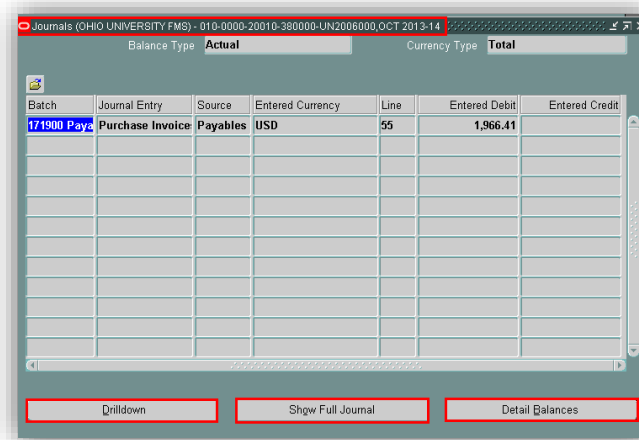 Journals (OHIO UNIVERSITY FMS) - 010-0000-20010-380000-UN2006000,OCT 2013-14
Balance Type Actual Currency Type Total
Batch Journal Entry Source Entered Currency Line Entered Debit Entered Credit
171900 Paya Purchase Invoice Payables USD 55 1,966.41
Drilldown Show Full Journal Detail Balances